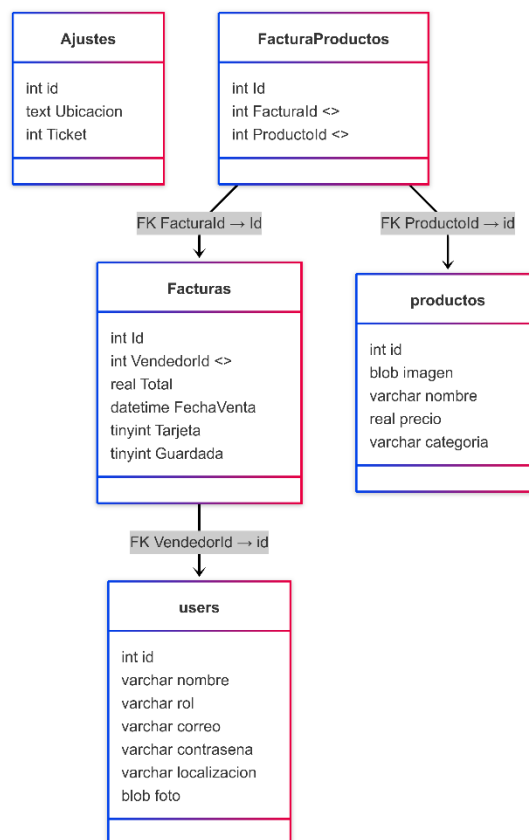 Ajustes
int id
text Ubicacion
int Ticket
FacturaProductos
int Id
int FacturaId <>
int ProductoId <>
FK FacturaId → Id
FK ProductoId → id
Facturas
int Id
int VendedorId <>
real Total
datetime FechaVenta
tinyint Tarjeta
tinyint Guardada
productos
int id
blob imagen
varchar nombre
real precio
varchar categoria
FK VendedorId → id
users
int id
varchar nombre
varchar rol
varchar correo
varchar contrasena
varchar localizacion
blob foto